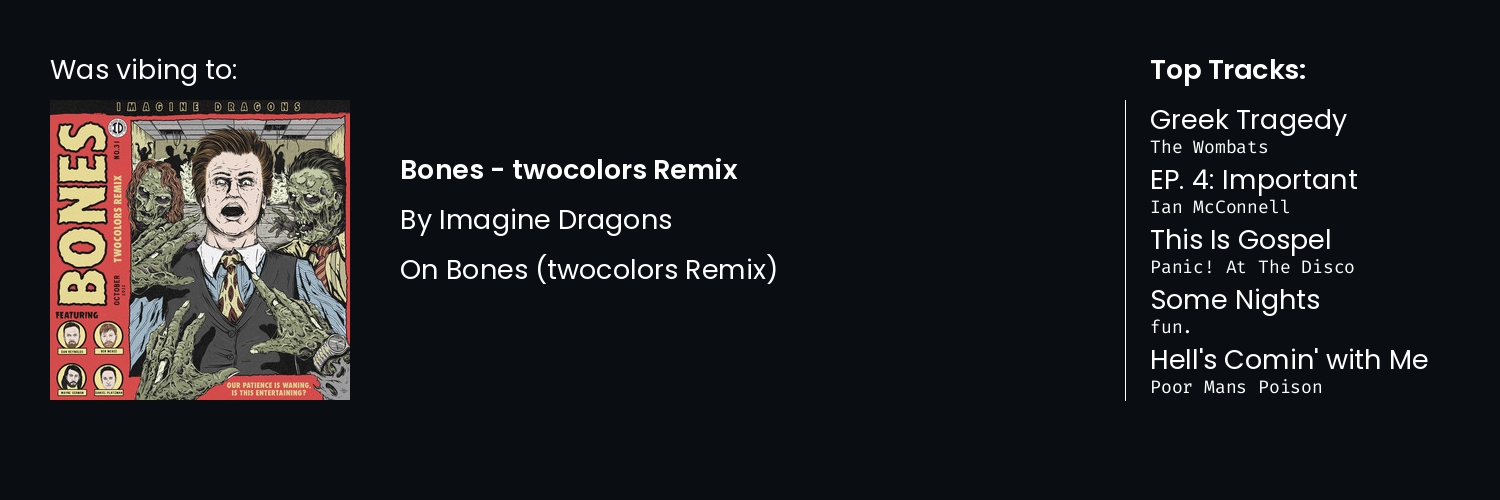 Was vibing to:
IMAGINE DRAGONS
BONES
ID
NO.31
TWOCOLORS REMIX
OCTOBER
FEATURING
DAN REYNOLDS
BEN MCKEE
WAYNE SERMON
DANIEL PLATZMAN
OUR PATIENCE IS WANING,
IS THIS ENTERTAINING?
Bones - twocolors Remix
By Imagine Dragons
On Bones (twocolors Remix)
Top Tracks:
Greek Tragedy
The Wombats
EP. 4: Important
Ian McConnell
This Is Gospel
Panic! At The Disco
Some Nights
fun.
Hell's Comin' with Me
Poor Mans Poison